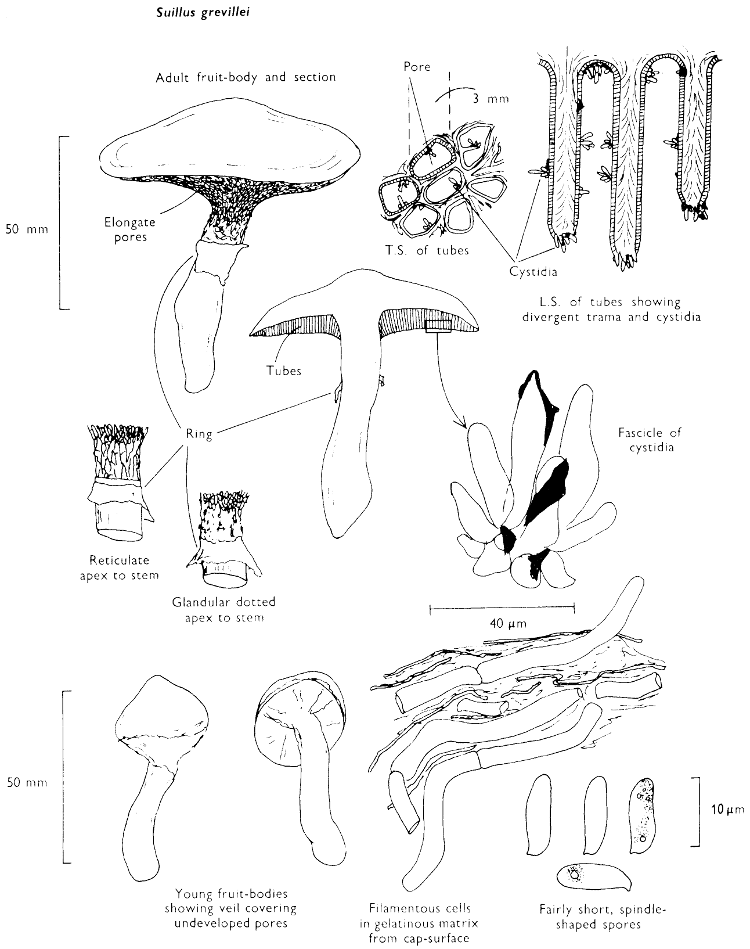 Suillus grevillei
Adult fruit-body and section
Pore
3 mm
50 mm
Elongate
pores
T.S. of tubes
Cystidia
L.S. of tubes showing
divergent trama and cystidia
Tubes
Ring
Fascicle of
cystidia
Reticulate
apex to stem
Glandular dotted
apex to stem
40 μm
50 mm
10 μm
Young fruit-bodies
showing veil covering
undeveloped pores
Filamentous cells
in gelatinous matrix
from cap-surface
Fairly short, spindle-
shaped spores